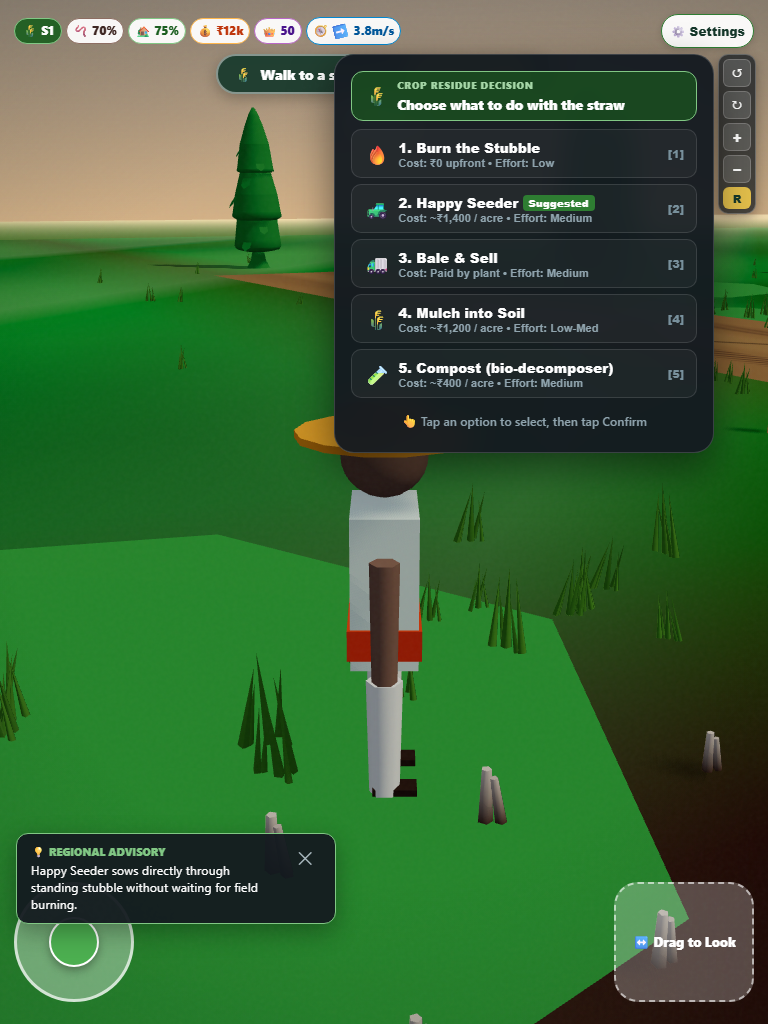 S1
70%
75%
₹12k
50
3.8m/s
Settings
Walk to a s
CROP RESIDUE DECISION
Choose what to do with the straw
1. Burn the Stubble
Cost: ₹0 upfront • Effort: Low
[1]
2. Happy Seeder Suggested
Cost: ~₹1,400 / acre • Effort: Medium
[2]
3. Bale & Sell
Cost: Paid by plant • Effort: Medium
[3]
4. Mulch into Soil
Cost: ~₹1,200 / acre • Effort: Low-Med
[4]
5. Compost (bio-decomposer)
Cost: ~₹400 / acre • Effort: Medium
[5]
Tap an option to select, then tap Confirm
↺
↻
+
−
R
REGIONAL ADVISORY
Happy Seeder sows directly through
standing stubble without waiting for field
burning.
Drag to Look